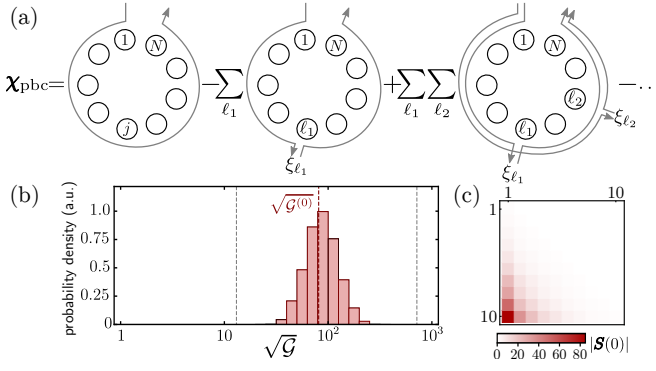 (a)
1 N
j
χpbc=
−∑ℓ1
1 N
ℓ1
ξℓ1
+∑ℓ1∑ℓ2
1 N
ℓ2
ℓ1
ξℓ2
ξℓ1
−..
(b)
probability density (a.u.)
1.0
0.75
0.5
0.25
0
√𝒢(0)
1 10 10² 10³
√𝒢
(c)
1 10
1
10
0 20 40 60 80
|S(0)|